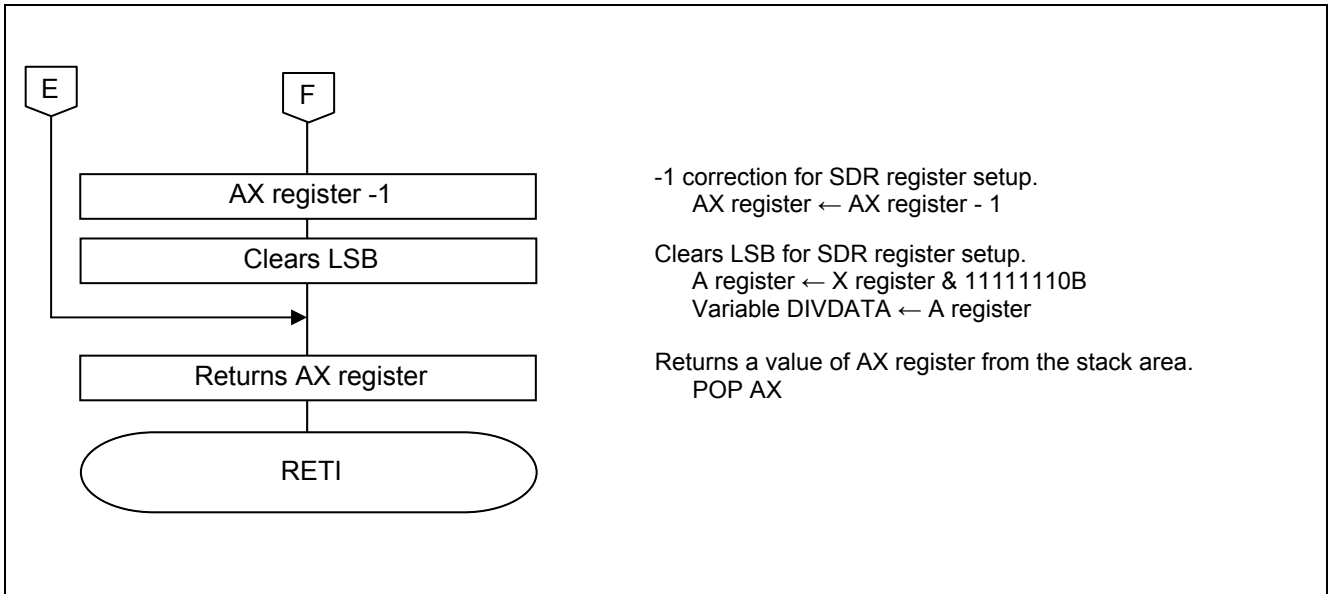 E
F
AX register -1
-1 correction for SDR register setup.
AX register ← AX register - 1
Clears LSB
Clears LSB for SDR register setup.
A register ← X register & 11111110B
Variable DIVDATA ← A register
Returns AX register
Returns a value of AX register from the stack area.
POP AX
RETI